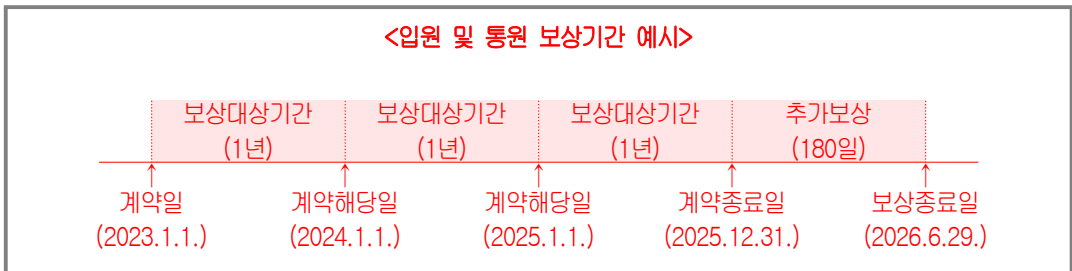 <입원 및 통원 보상기간 예시>
보상대상기간 보상대상기간 보상대상기간 추가보상
(1년) (1년) (1년) (180일)
계약일 계약해당일 계약해당일 계약종료일 보상종료일
(2023.1.1.) (2024.1.1.) (2025.1.1.) (2025.12.31.) (2026.6.29.)